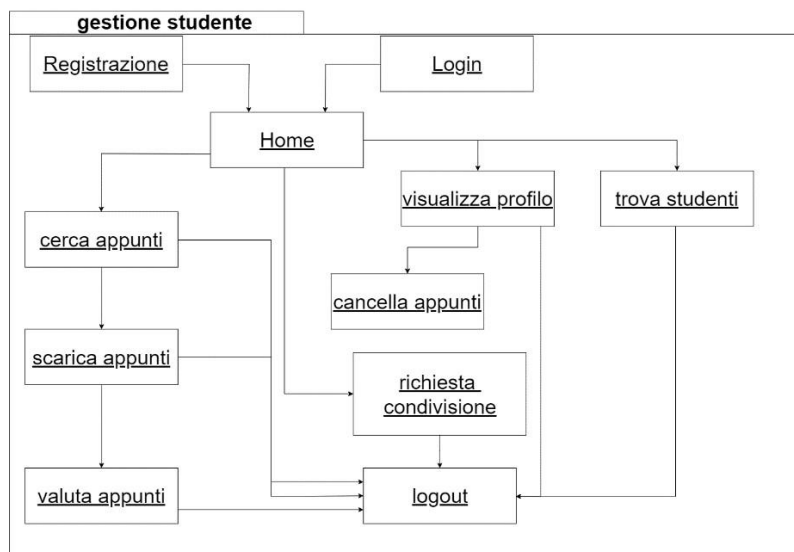 gestione studente
Registrazione
Login
Home
visualizza profilo
trova studenti
cerca appunti
cancella appunti
scarica appunti
richiesta
condivisione
valuta appunti
logout